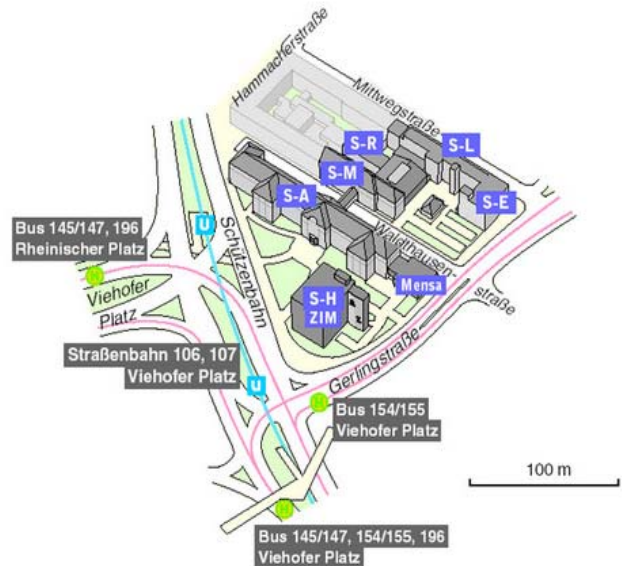 Hammacherstraße
Mittwegstraße
S-R
S-L
S-M
S-A
S-E
Waldthausen-
straße
Bus 145/147, 196
Rheinischer Platz
U
Schützenbahn
H
Viehofer
Platz
Mensa
S-H
ZIM
Straßenbahn 106, 107
Viehofer Platz
U
Gerlingstraße
H
Bus 154/155
Viehofer Platz
100 m
H
Bus 145/147, 154/155, 196
Viehofer Platz